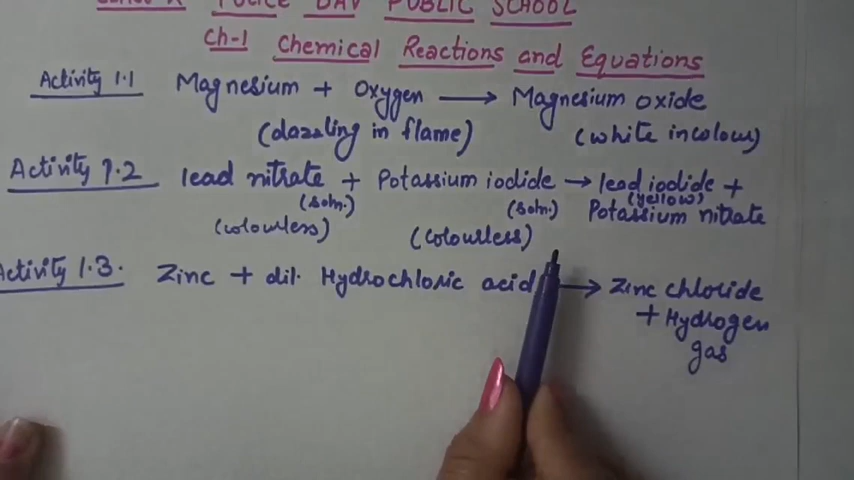 POLICE DAV PUBLIC SCHOOL
Ch-1 Chemical Reactions and Equations
Activity 1.1 Magnesium + Oxygen → Magnesium oxide
(dazzling in flame) (white in colour)
Activity 1.2 lead nitrate + Potassium iodide → lead iodide +
(soln.) (soln.) (yellow) Potassium nitrate
(colourless) (colourless)
Activity 1.3. Zinc + dil. Hydrochloric acid → Zinc chloride
+ Hydrogen
gas